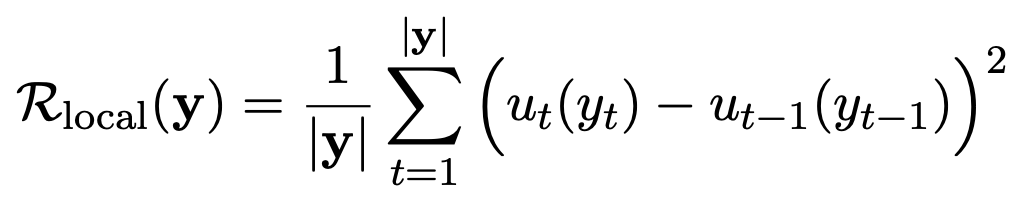 $\mathcal{R}_{\text{local}}(\mathbf{y}) = \frac{1}{|\mathbf{y}|} \sum_{t=1}^{|\mathbf{y}|} \Big( u_t(y_t) - u_{t-1}(y_{t-1}) \Big)^2$